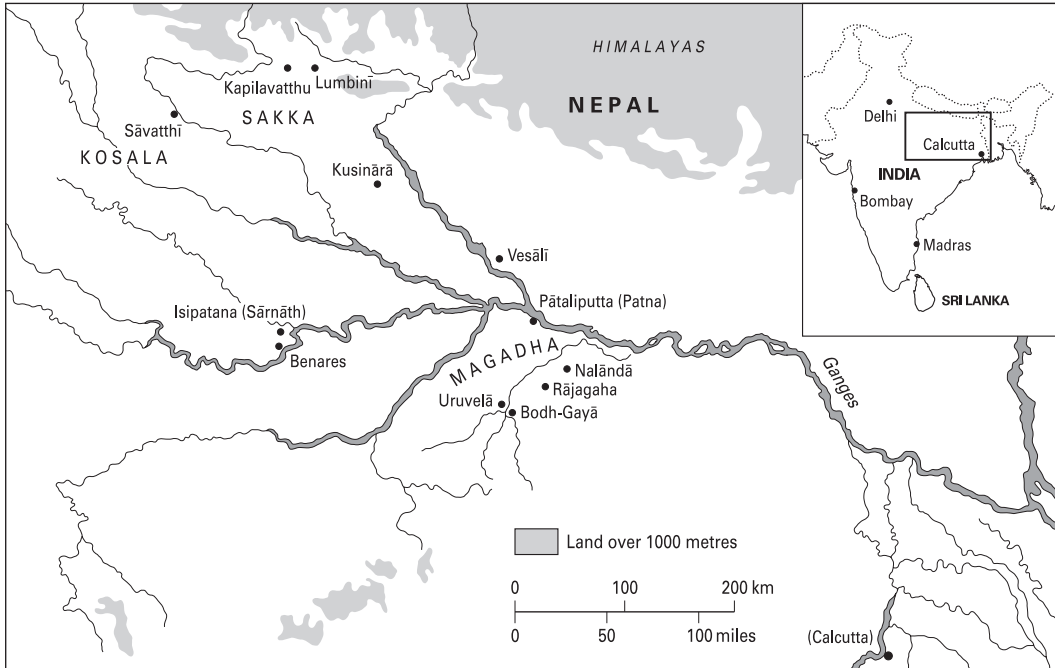 HIMALAYAS
NEPAL
Kapilavatthu
Lumbinī
SAKKA
Sāvatthī
KOSALA
Kusinārā
Vesālī
Isipatana (Sārnāth)
Benares
Pātaliputta (Patna)
MAGADHA
Nalāndā
Rājagaha
Uruvelā
Bodh-Gayā
Ganges
(Calcutta)
Land over 1000 metres
0 100 200 km
0 50 100 miles
Delhi
Calcutta
INDIA
Bombay
Madras
SRI LANKA